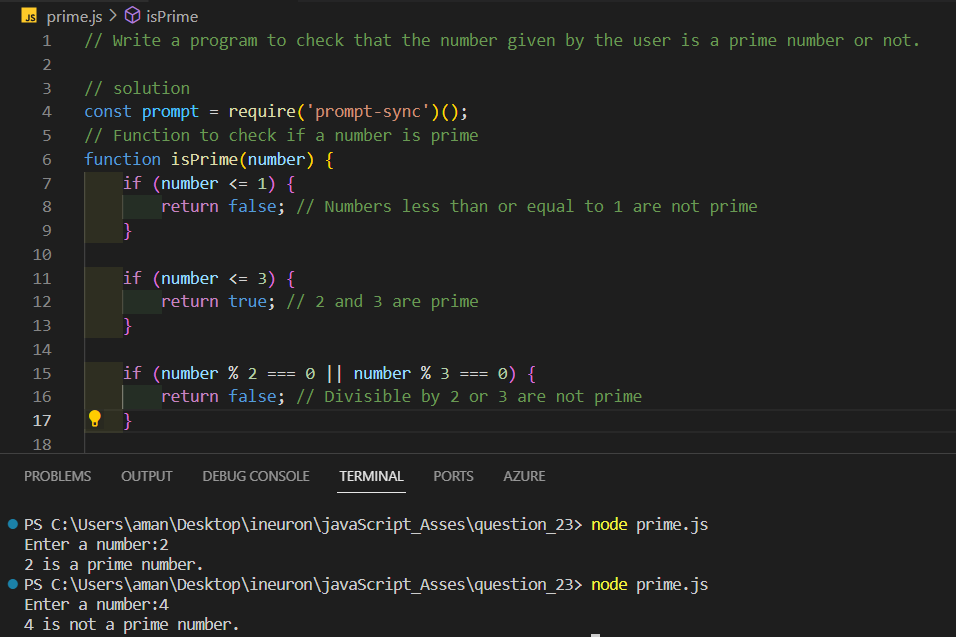 JS prime.js > isPrime
1 // Write a program to check that the number given by the user is a prime number or not.
2
3 // solution
4 const prompt = require('prompt-sync')();
5 // Function to check if a number is prime
6 function isPrime(number) {
7 if (number <= 1) {
8 return false; // Numbers less than or equal to 1 are not prime
9 }
10
11 if (number <= 3) {
12 return true; // 2 and 3 are prime
13 }
14
15 if (number % 2 === 0 || number % 3 === 0) {
16 return false; // Divisible by 2 or 3 are not prime
17 }
18
PROBLEMS OUTPUT DEBUG CONSOLE TERMINAL PORTS AZURE
PS C:\Users\aman\Desktop\ineuron\javaScript_Asses\question_23> node prime.js
Enter a number:2
2 is a prime number.
PS C:\Users\aman\Desktop\ineuron\javaScript_Asses\question_23> node prime.js
Enter a number:4
4 is not a prime number.